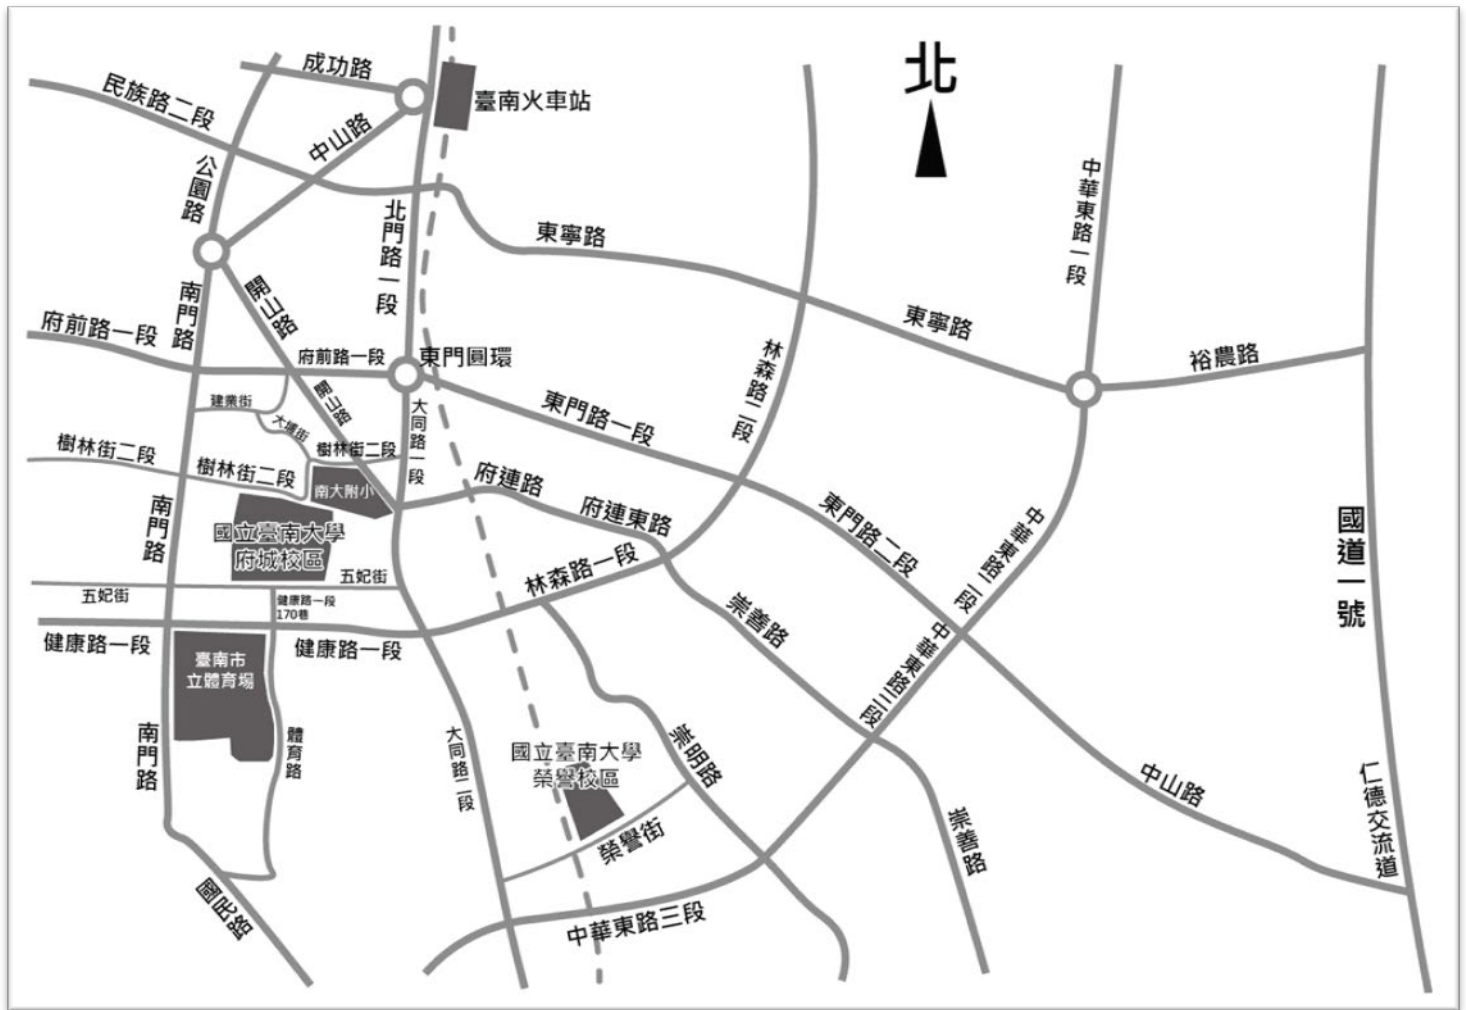 成功路
北
民族路二段
臺南火車站
中山路
公園路
中華東路一段
北門路一段
東寧路
開山路
南門路
東寧路
府前路一段
府前路一段
東門圓環
林森路二段
裕農路
建業街
開山路
大同路一段
東門路一段
大埔街
樹林街二段
樹林街二段
樹林街二段
南大附小
府連路
府連東路
東門路二段
中華東路二段
國道一號
南門路
國立臺南大學
府城校區
林森路一段
五妃街
五妃街
健康路一段
170巷
崇善路
健康路一段
健康路一段
中華東路三段
臺南市
立體育場
南門路
體育路
大同路二段
國立臺南大學
榮譽校區
崇明路
中山路
仁德交流道
榮譽街
崇善路
國民路
中華東路三段